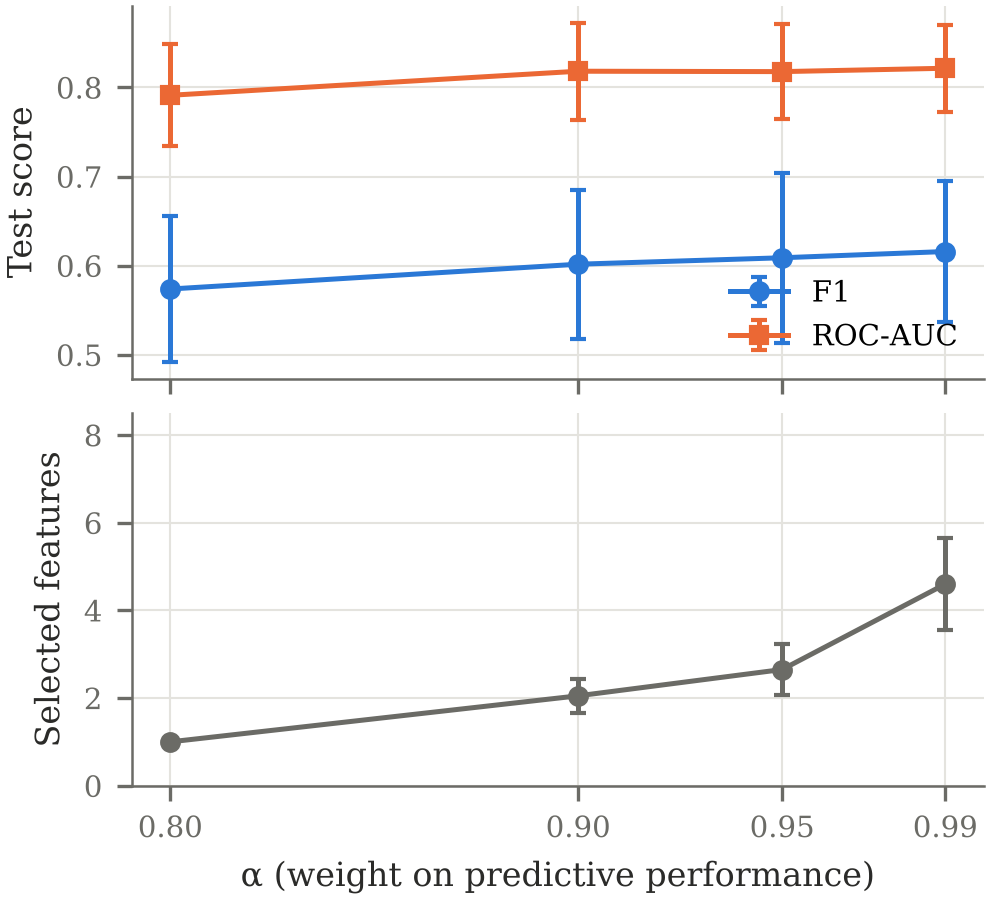 Test score
0.8
0.7
0.6
0.5
F1
ROC-AUC
Selected features
8
6
4
2
0
0.80 0.90 0.95 0.99
α (weight on predictive performance)